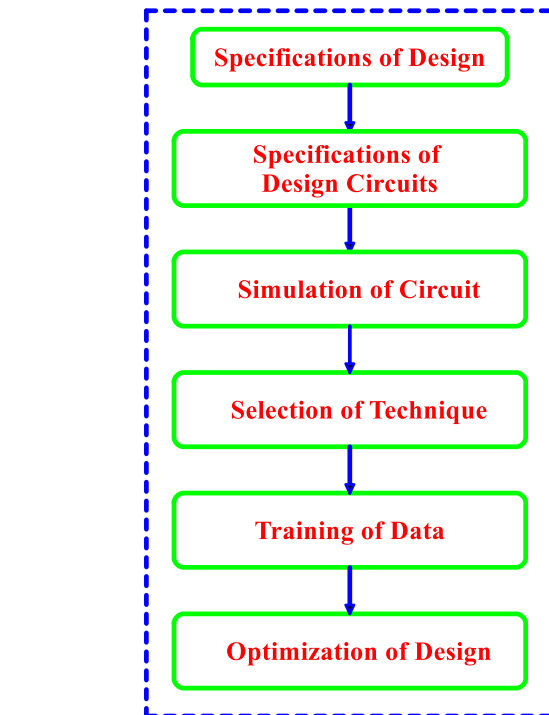 Specifications of Design
Specifications of
Design Circuits
Simulation of Circuit
Selection of Technique
Training of Data
Optimization of Design